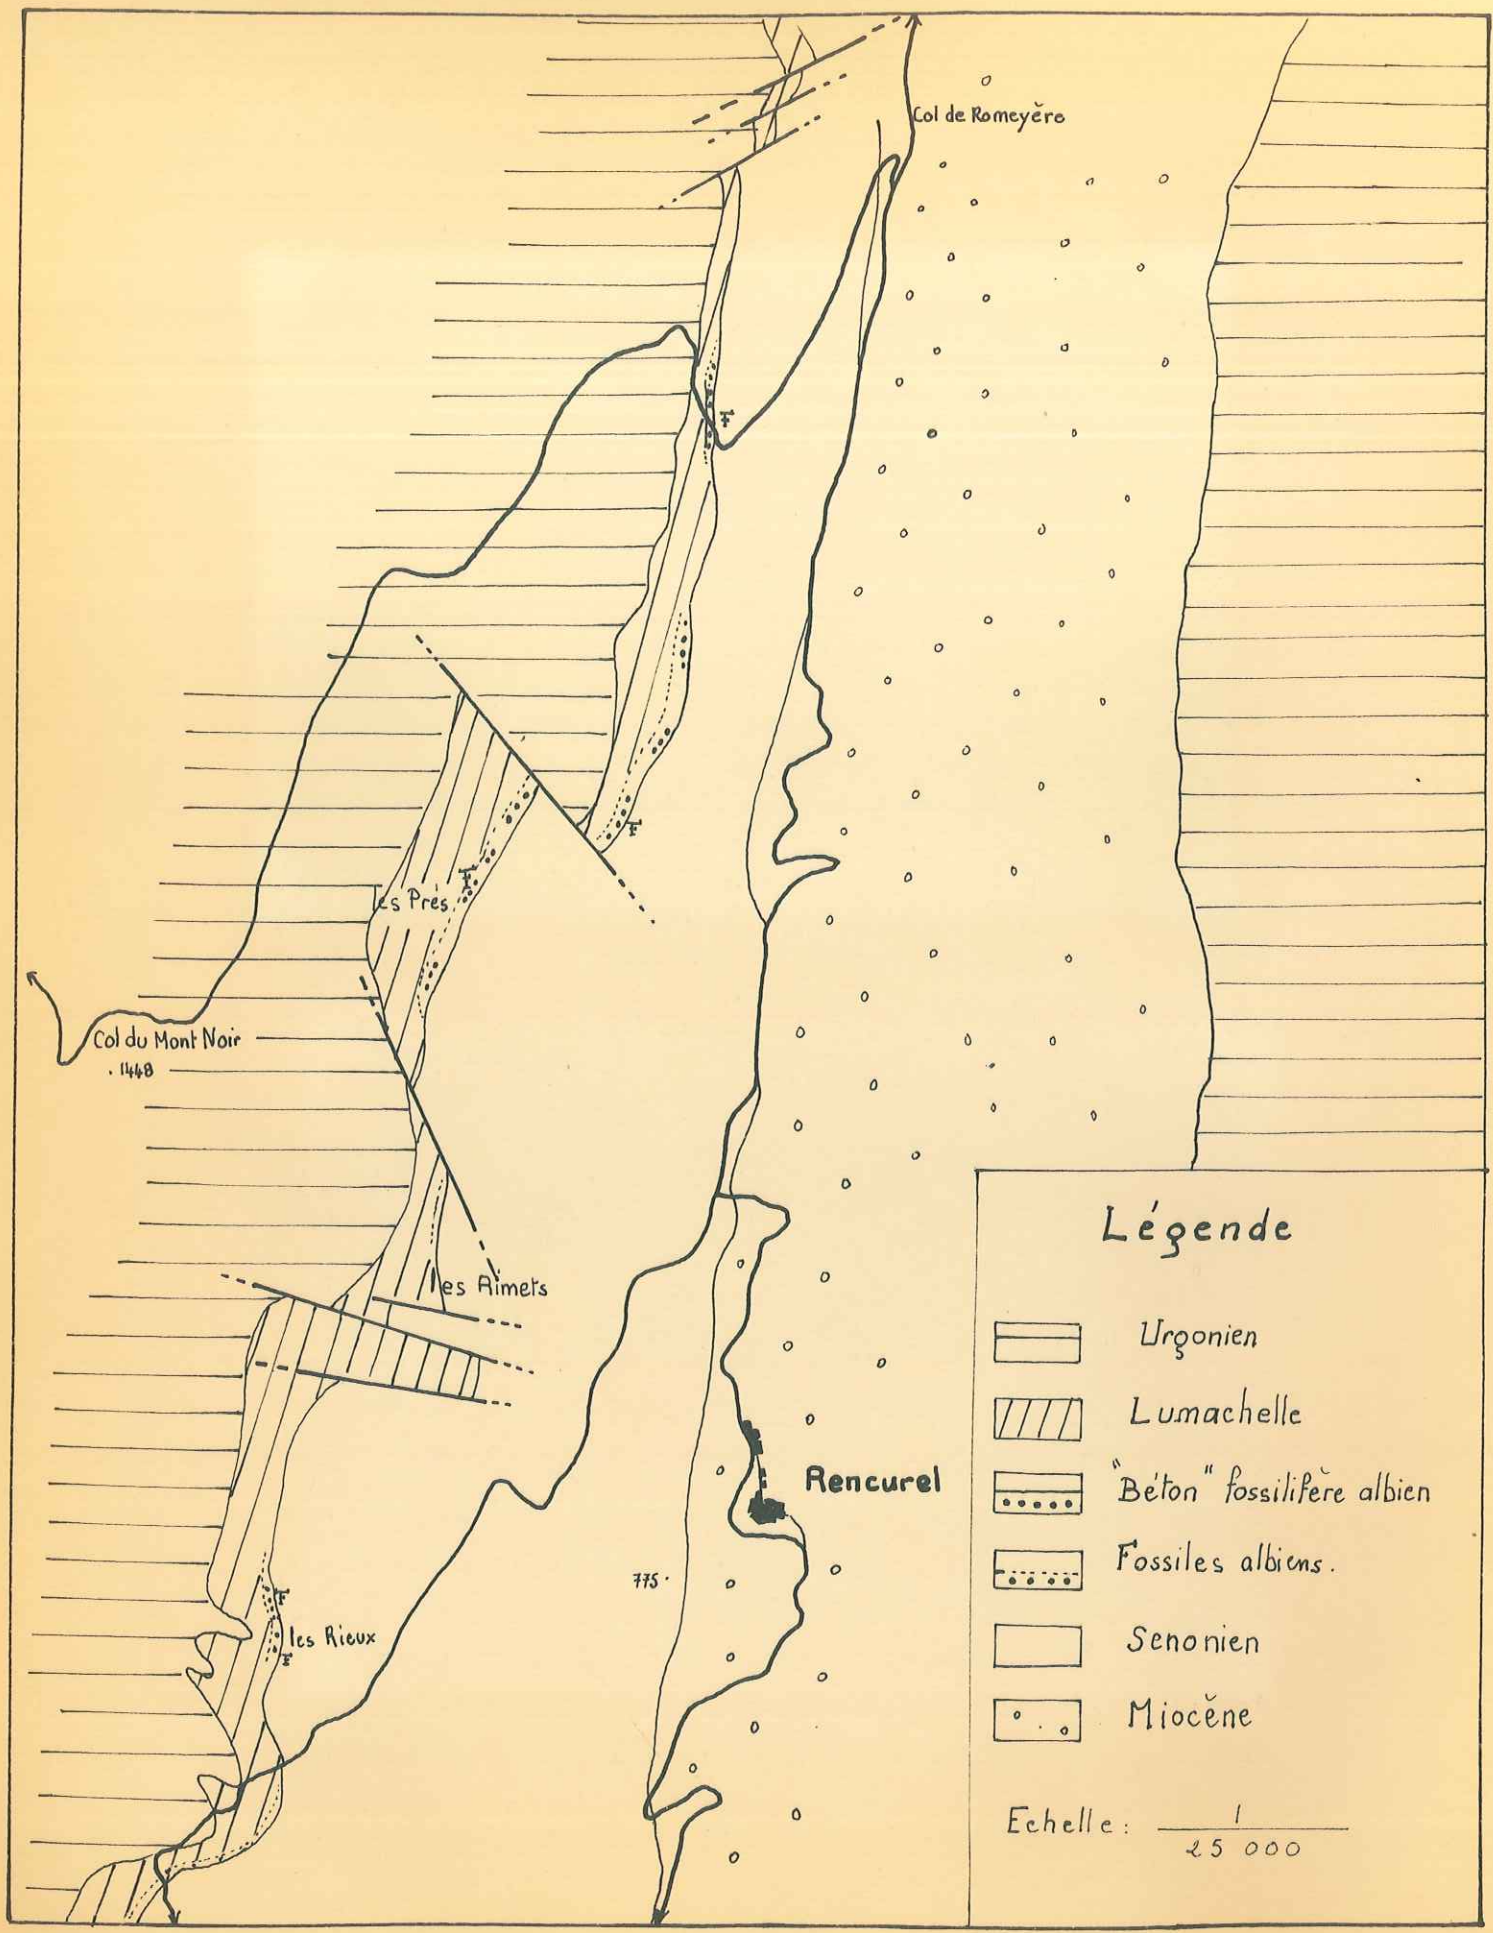 Col de Romeyère
F
F
F
les Prés
Col du Mont Noir
. 1448
les Rimets
Rencurel
775 .
F
les Rieux
F
Légende
Urgonien
Lumachelle
"Béton" fossilifère albien
Fossiles albiens.
Senonien
Miocène
Echelle: 1
25 000